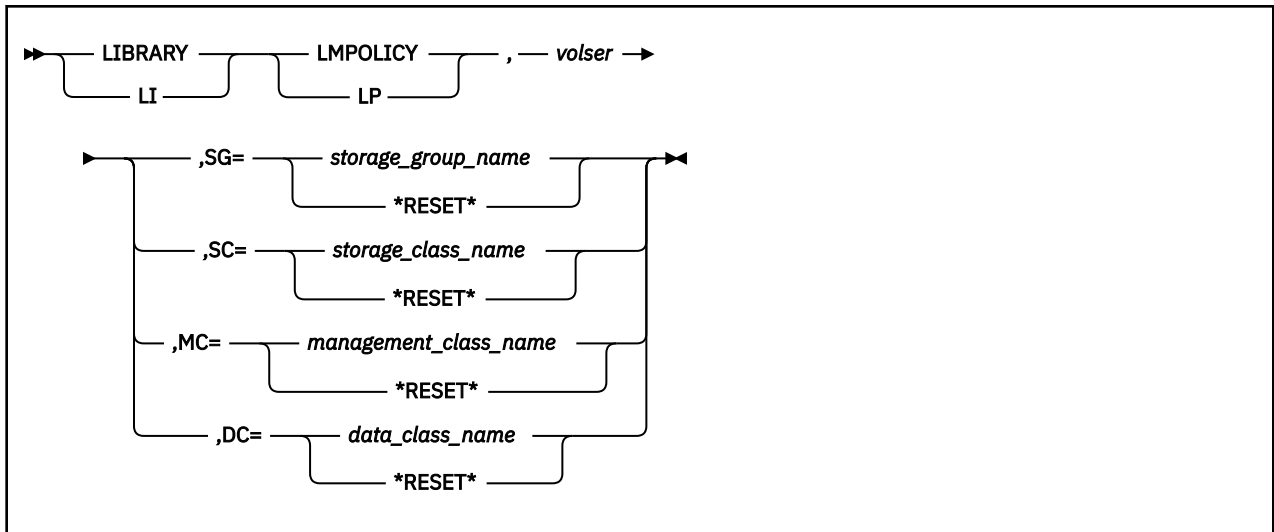 LIBRARY LMPOLICY , volser
LI LP
,SG= storage_group_name
*RESET*
,SC= storage_class_name
*RESET*
,MC= management_class_name
*RESET*
,DC= data_class_name
*RESET*